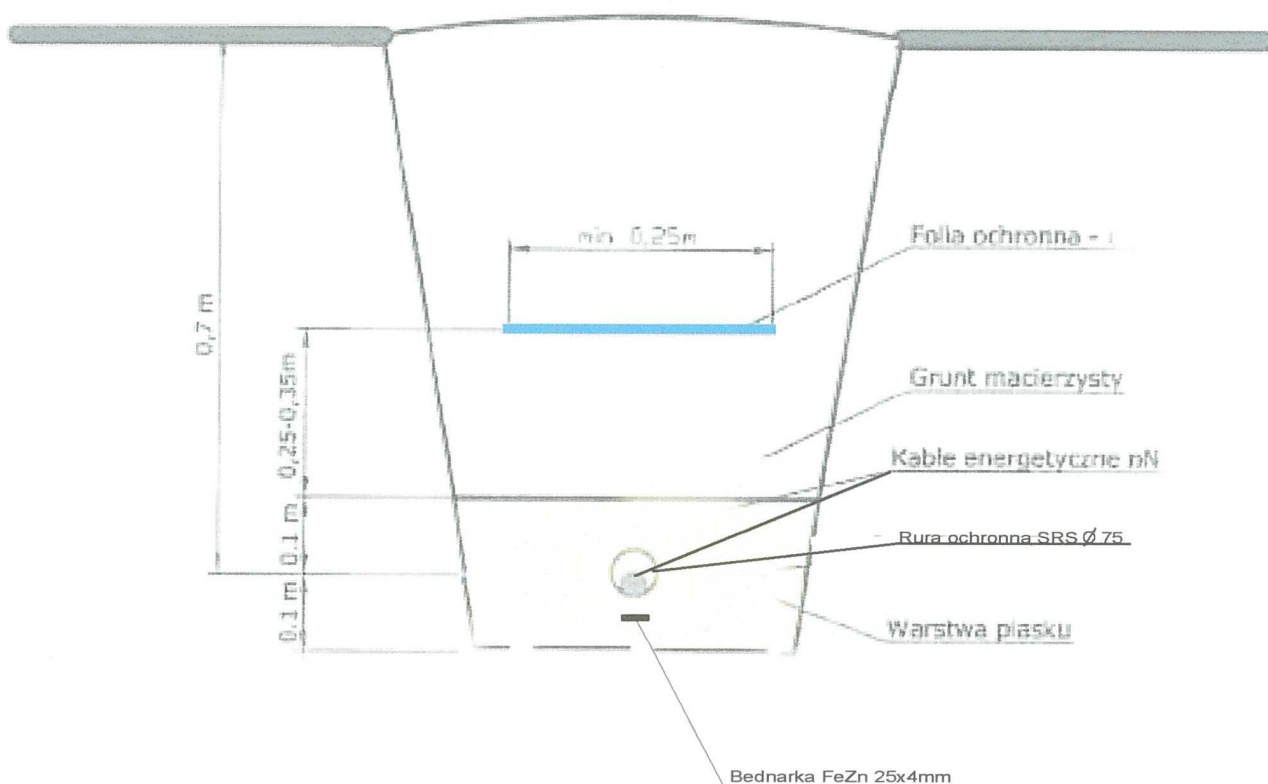 min 0,25m
Folia ochronna -
0,7 m
0,25-0,35m
Grunt macierzysty
Kable energetyczne nN
0.1 m
Rura ochronna SRS Ø 75
0.1 m
Warstwa piasku
Bednarka FeZn 25x4mm